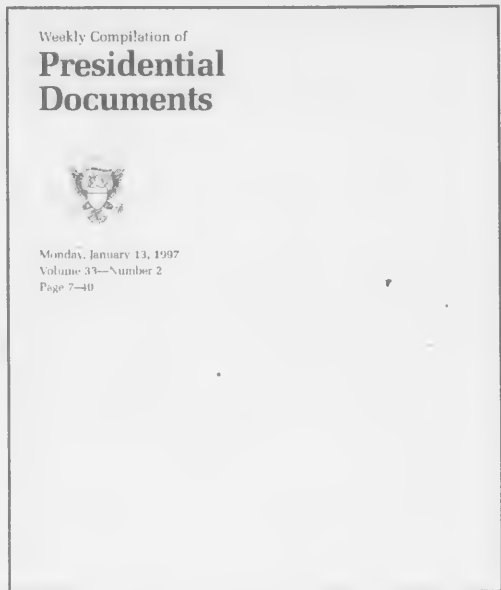 Weekly Compilation of
Presidential
Documents
Monday, January 13, 1997
Volume 33—Number 2
Page 7–40